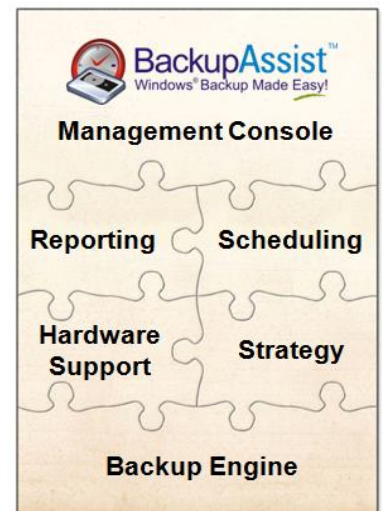 BackupAssist™
Windows® Backup Made Easy!
Management Console
Reporting
Scheduling
Hardware
Support
Strategy
Backup Engine